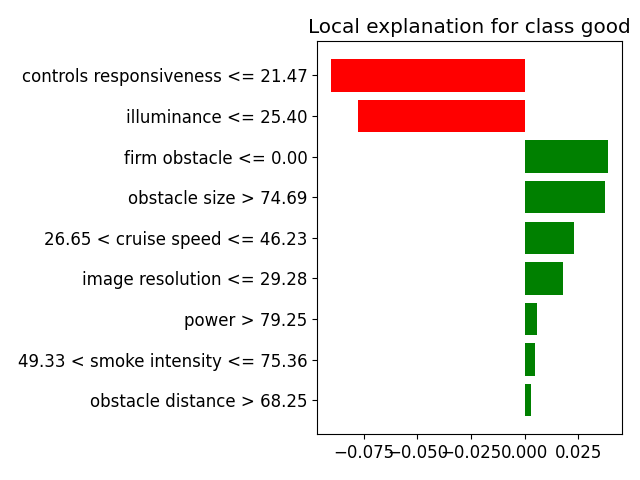 Local explanation for class good
controls responsiveness <= 21.47
illuminance <= 25.40
firm obstacle <= 0.00
obstacle size > 74.69
26.65 < cruise speed <= 46.23
image resolution <= 29.28
power > 79.25
49.33 < smoke intensity <= 75.36
obstacle distance > 68.25
−0.075 −0.050 −0.025 0.000 0.025